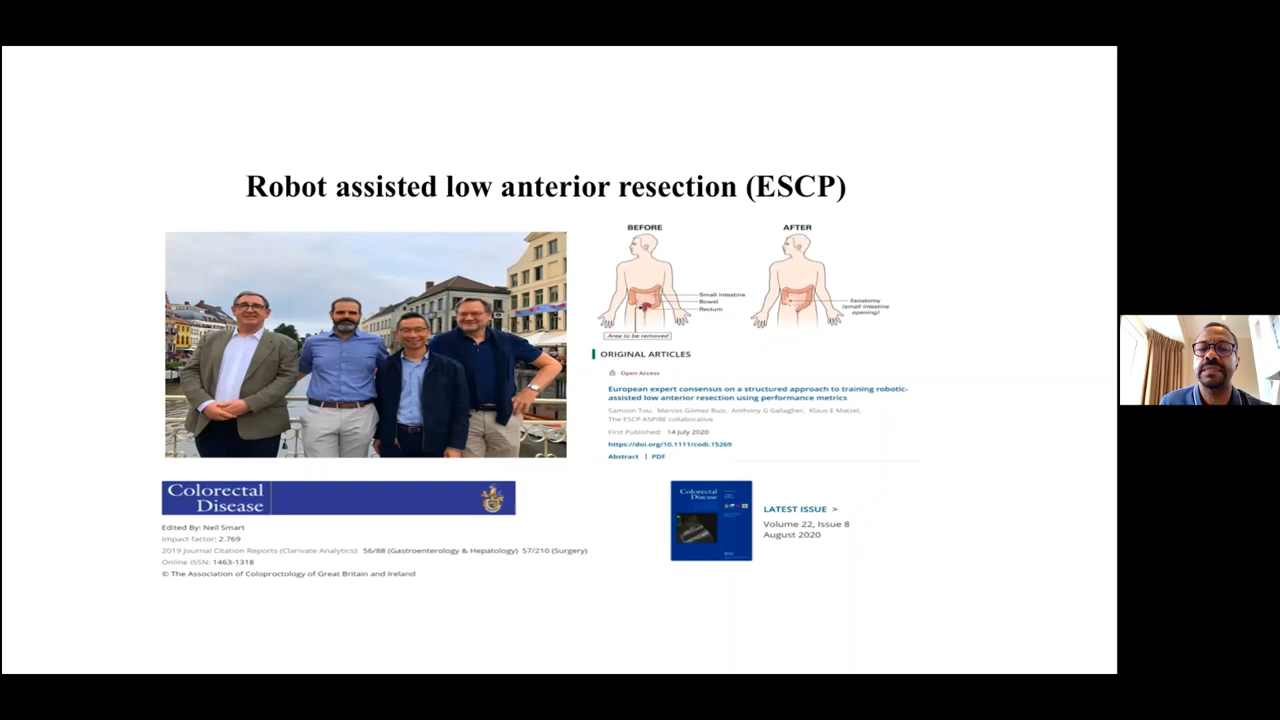 Robot assisted low anterior resection (ESCP)
BEFORE
AFTER
Small intestine
Bowel
Rectum
Area to be removed
Ileostomy
(small intestine
opening)
ORIGINAL ARTICLES
Open Access
European expert consensus on a structured approach to training robotic-
assisted low anterior resection using performance metrics
Samson Tou, Marcos Gómez Ruiz, Anthony G Gallagher, Klaus E Matzel,
The ESCP ASPIRE collaborative
First Published: 14 July 2020
https://doi.org/10.1111/codi.15269
Abstract | PDF
Colorectal
Disease
Edited By: Neil Smart
Impact factor: 2.769
2019 Journal Citation Reports (Clarivate Analytics): 56/88 (Gastroenterology & Hepatology) 57/210 (Surgery)
Online ISSN: 1463-1318
© The Association of Coloproctology of Great Britain and Ireland
Colorectal
Disease
LATEST ISSUE >
Volume 22, Issue 8
August 2020